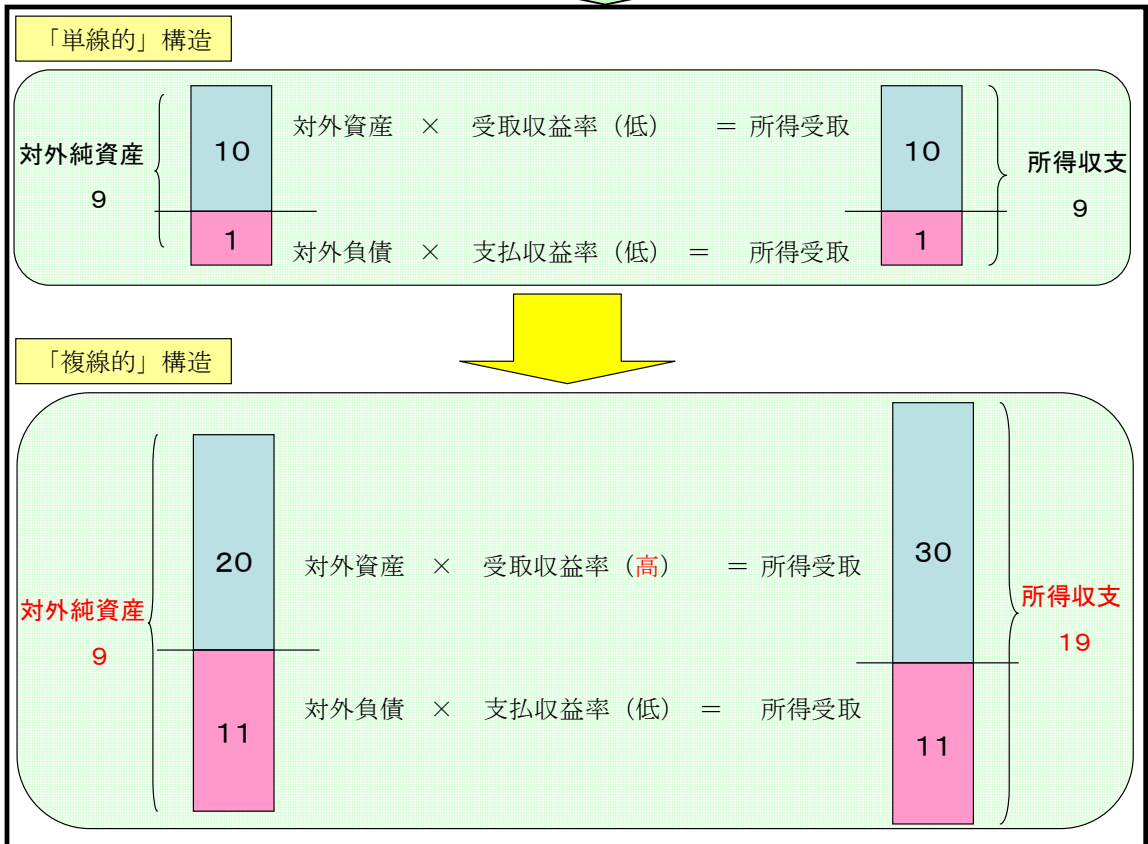 「単線的」構造
対外資産 × 受取収益率（低） ＝ 所得受取
対外純資産
9
10
10
所得収支
9
1
1
対外負債 × 支払収益率（低） ＝ 所得受取
「複線的」構造
20
30
対外資産 × 受取収益率（高） ＝ 所得受取
対外純資産
9
所得収支
19
対外負債 × 支払収益率（低） ＝ 所得受取
11
11